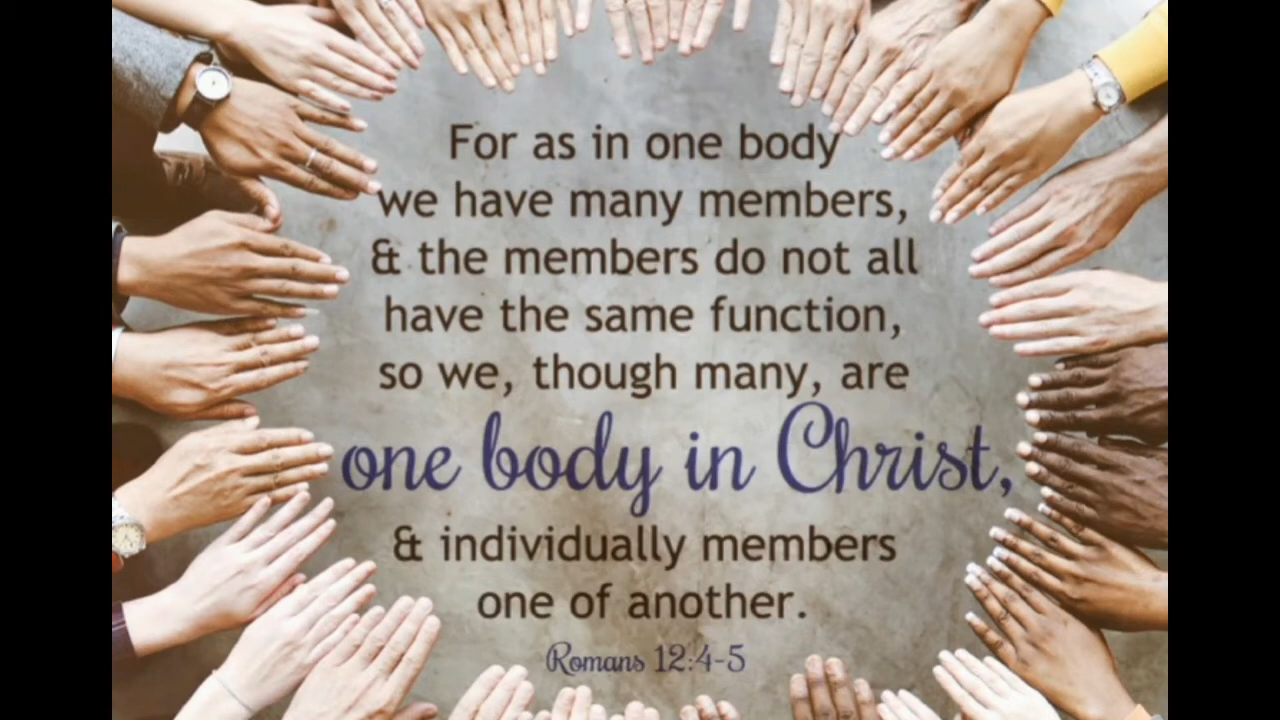 For as in one body
we have many members,
& the members do not all
have the same function,
so we, though many, are
one body in Christ,
& individually members
one of another.
Romans 12:4-5